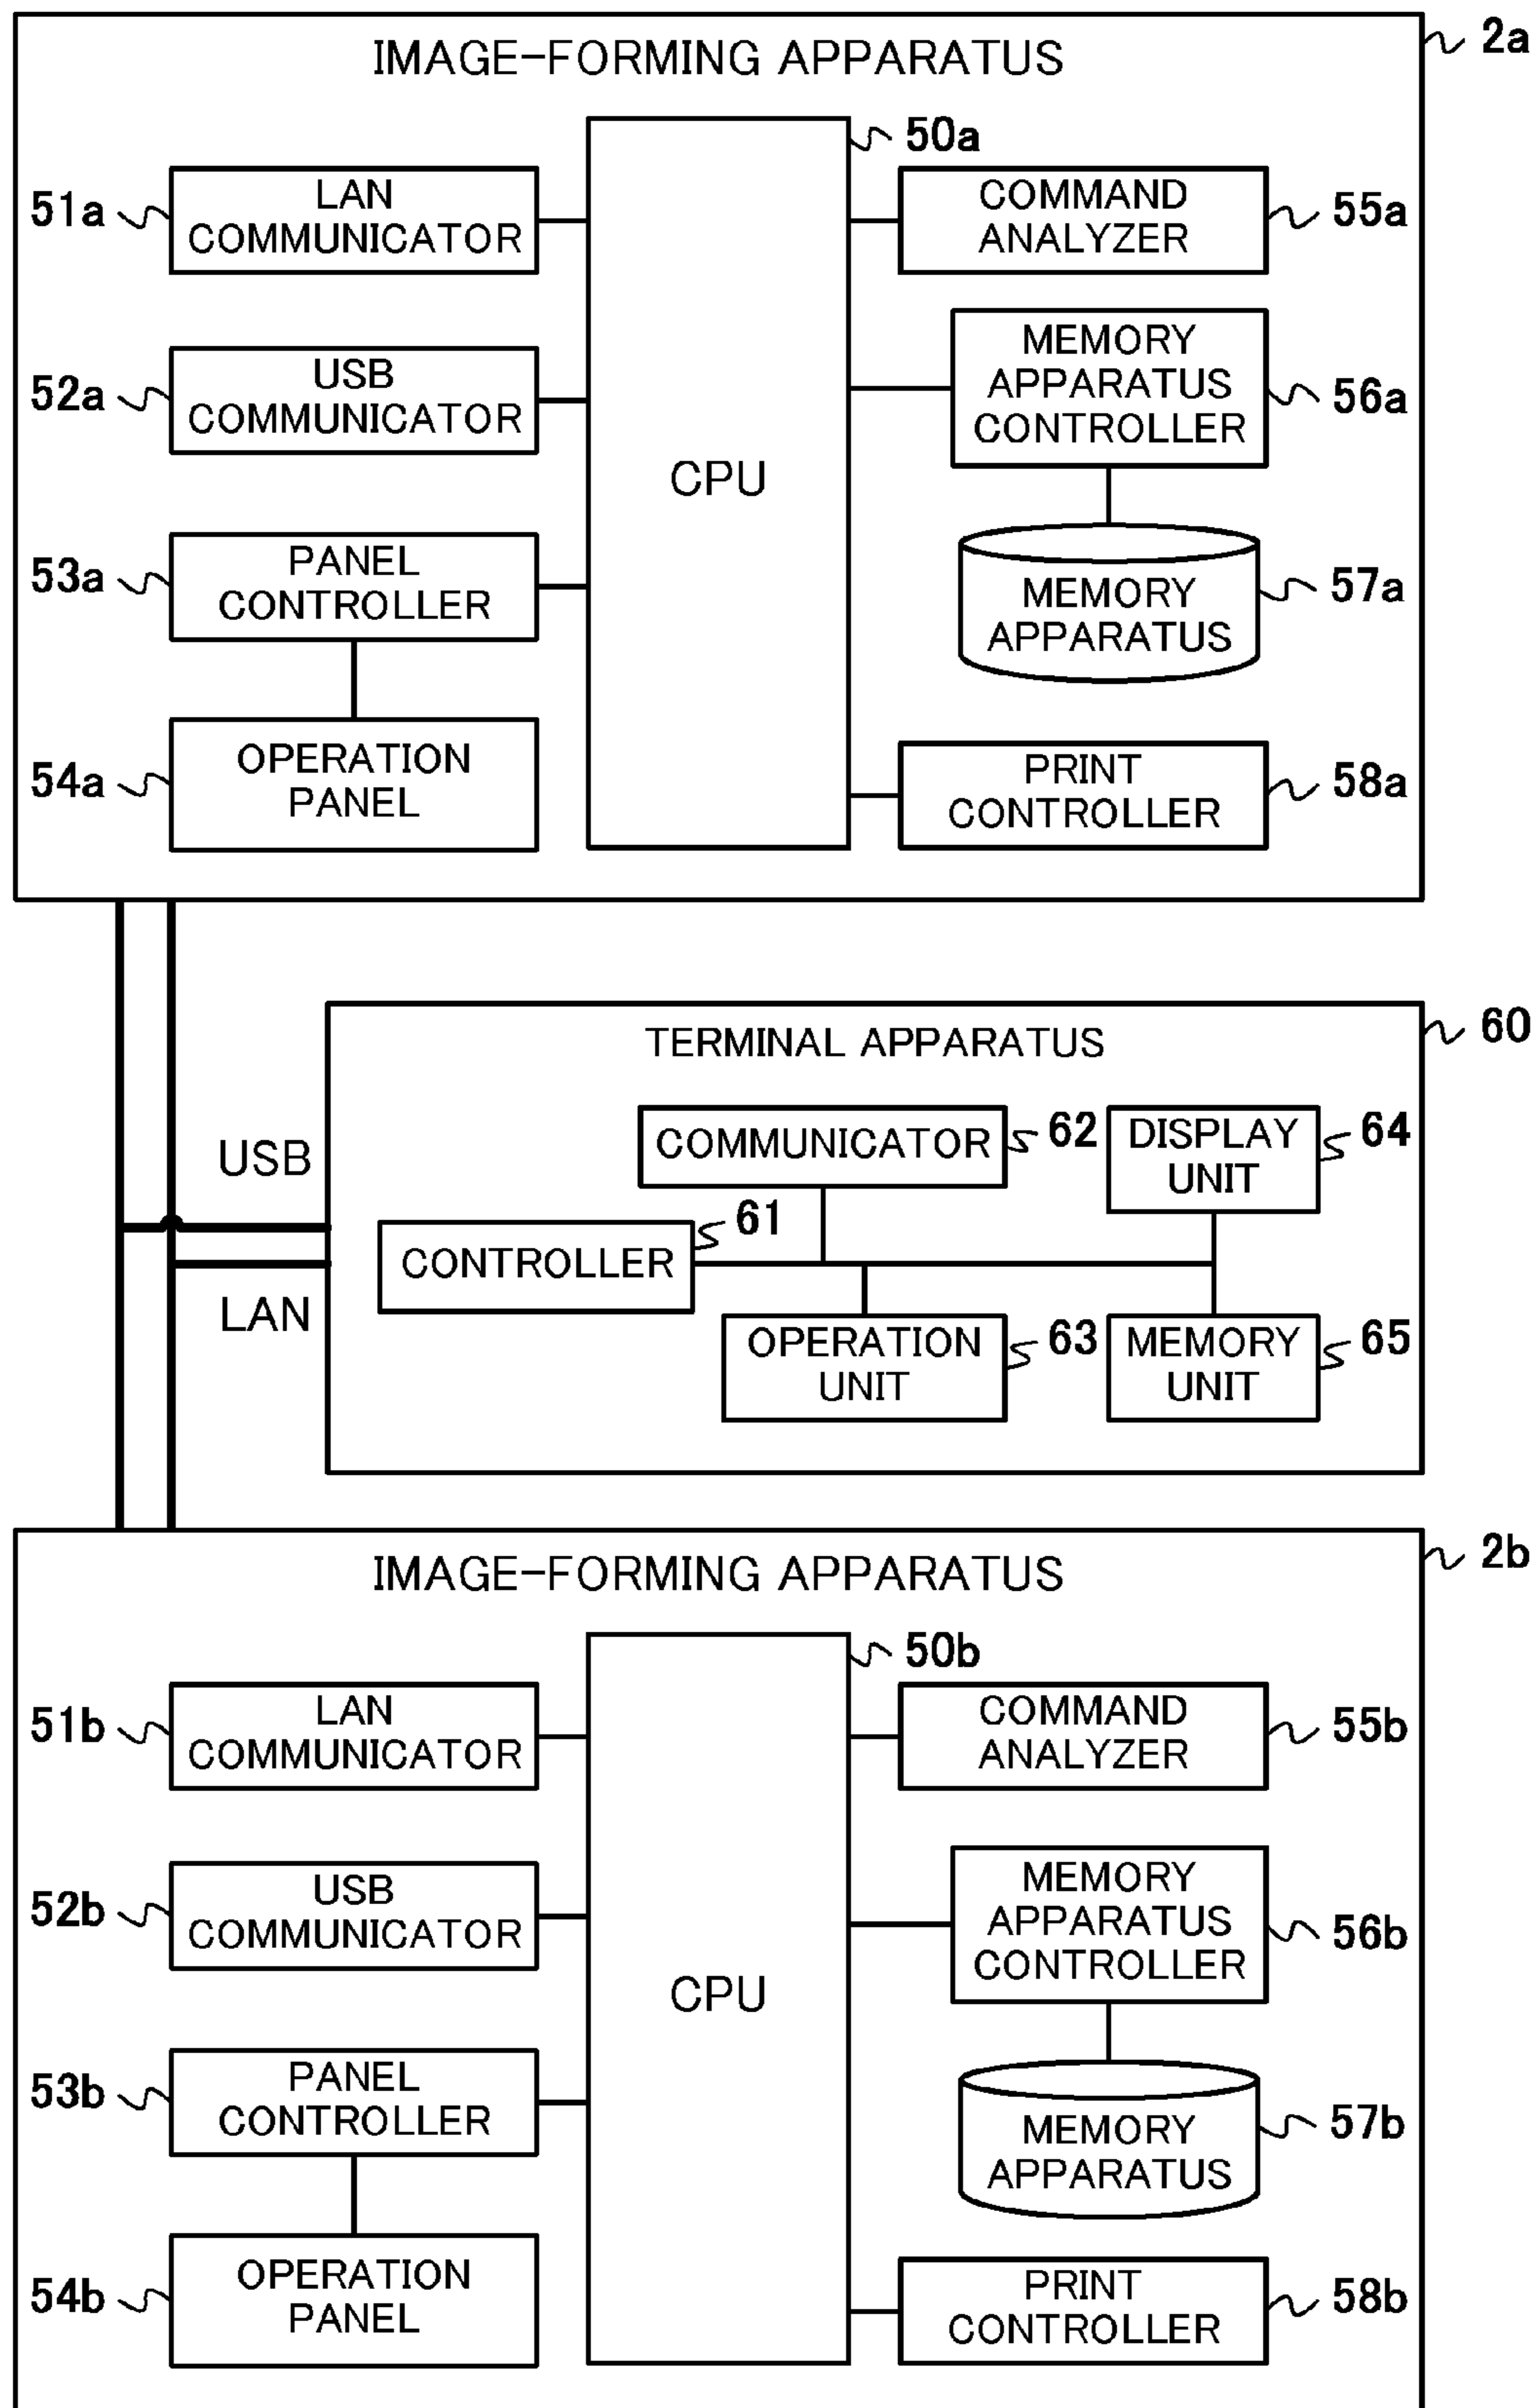 IMAGE-FORMING APPARATUS
2a
50a
51a
LAN
COMMUNICATOR
COMMAND
ANALYZER
55a
52a
USB
COMMUNICATOR
MEMORY
APPARATUS
CONTROLLER
56a
CPU
53a
PANEL
CONTROLLER
MEMORY
APPARATUS
57a
54a
OPERATION
PANEL
PRINT
CONTROLLER
58a
TERMINAL APPARATUS
60
USB
LAN
COMMUNICATOR
62
DISPLAY
UNIT
64
CONTROLLER
61
OPERATION
UNIT
63
MEMORY
UNIT
65
IMAGE-FORMING APPARATUS
2b
50b
51b
LAN
COMMUNICATOR
COMMAND
ANALYZER
55b
52b
USB
COMMUNICATOR
MEMORY
APPARATUS
CONTROLLER
56b
CPU
53b
PANEL
CONTROLLER
MEMORY
APPARATUS
57b
54b
OPERATION
PANEL
PRINT
CONTROLLER
58b